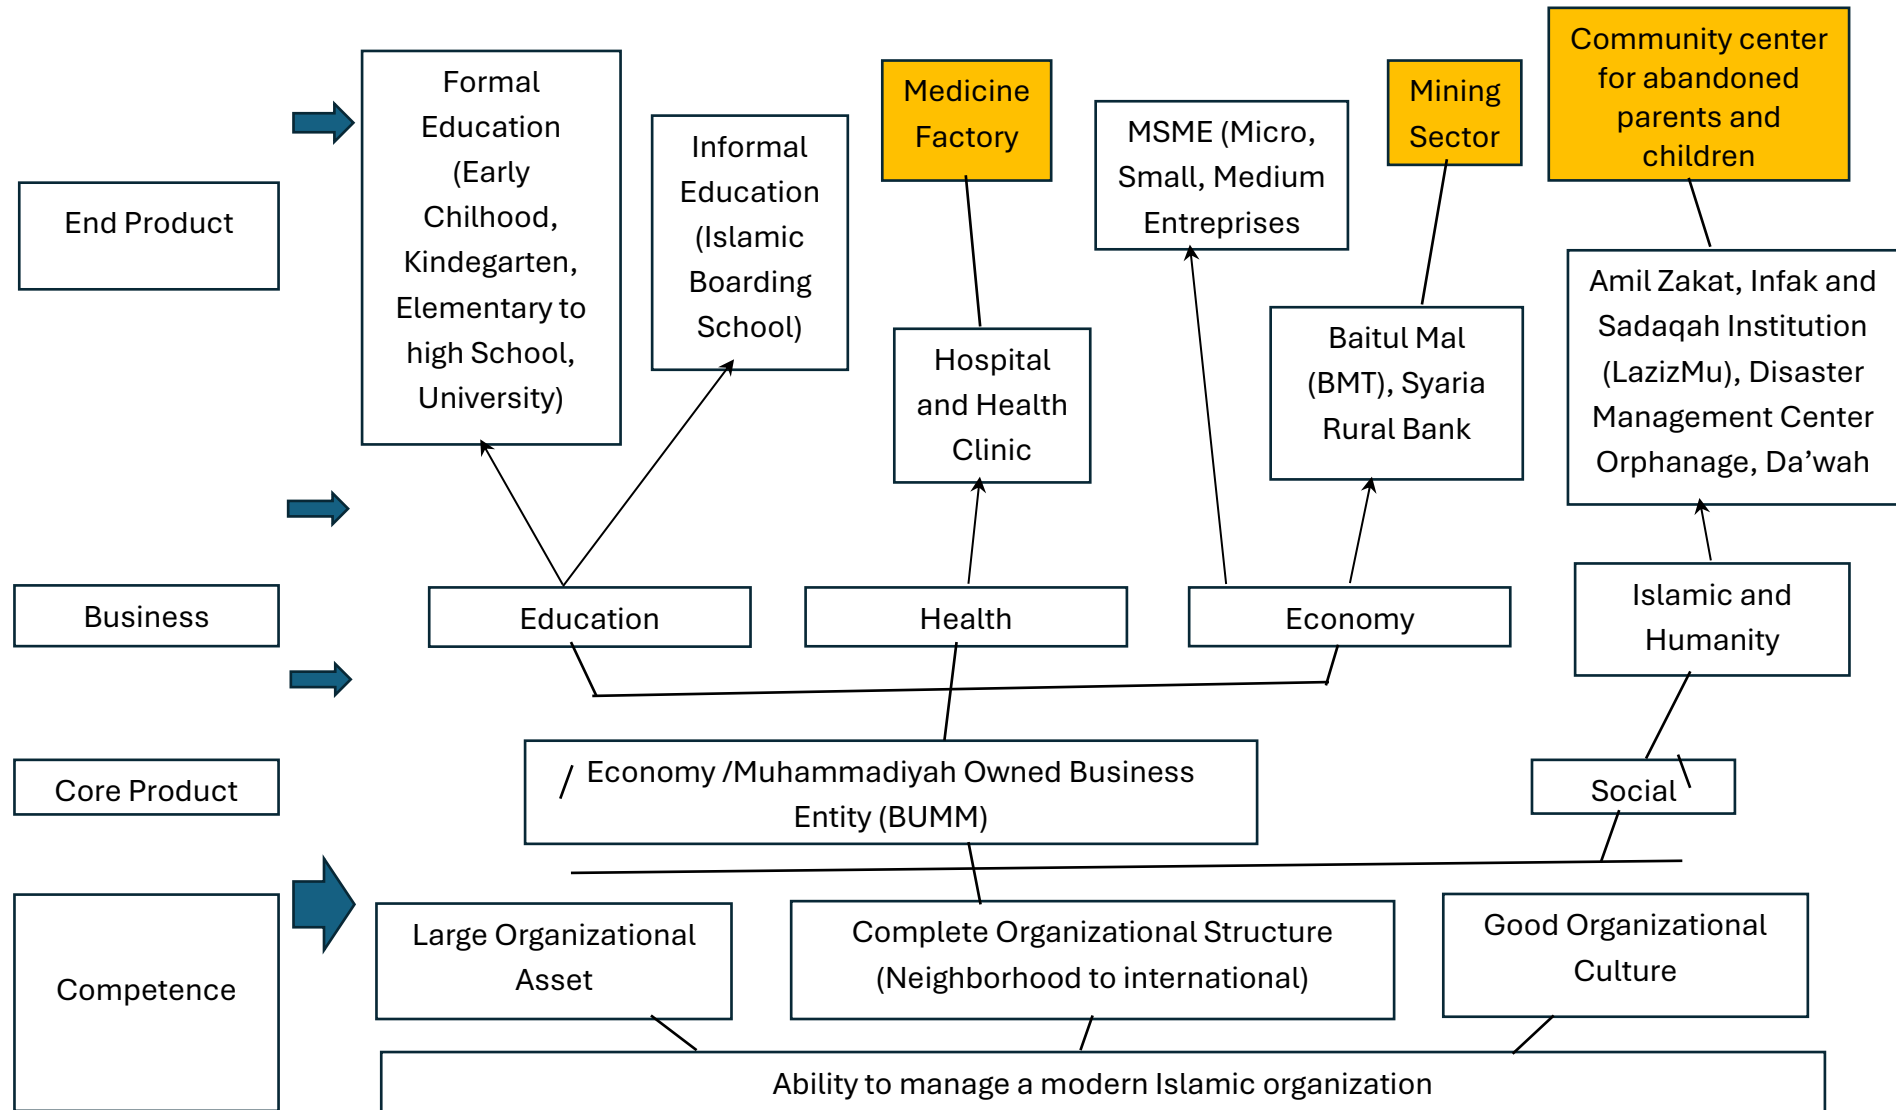 End Product
Formal
Education
(Early
Chilhood,
Kindegarten,
Elementary to
high School,
University)
Informal
Education
(Islamic
Boarding
School)
Medicine
Factory
Hospital
and Health
Clinic
MSME (Micro,
Small, Medium
Entreprises
Mining
Sector
Baitul Mal
(BMT), Syaria
Rural Bank
Community center
for abandoned
parents and
children
Amil Zakat, Infak and
Sadaqah Institution
(LazizMu), Disaster
Management Center
Orphanage, Da’wah
Business
Education
Health
Economy
Islamic and
Humanity
Core Product
Economy /Muhammadiyah Owned Business
Entity (BUMM)
Social
Competence
Large Organizational
Asset
Complete Organizational Structure
(Neighborhood to international)
Good Organizational
Culture
Ability to manage a modern Islamic organization